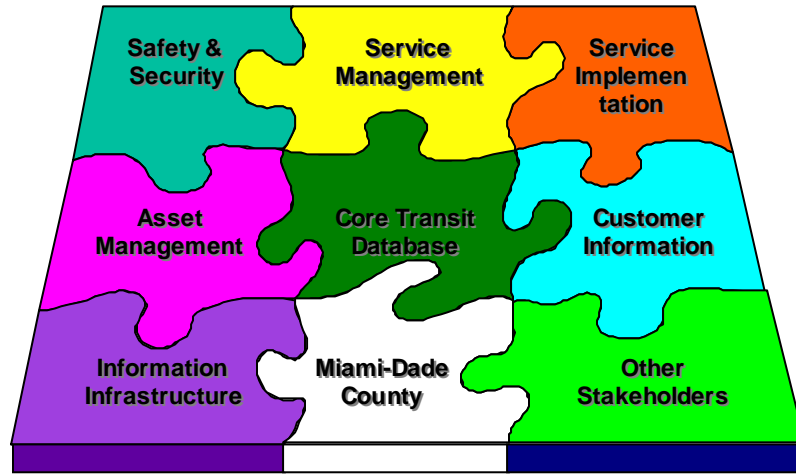 Safety &
Security
Service
Management
Service
Implemen
tation
Asset
Management
Core Transit
Database
Customer
Information
Information
Infrastructure
Miami-Dade
County
Other
Stakeholders